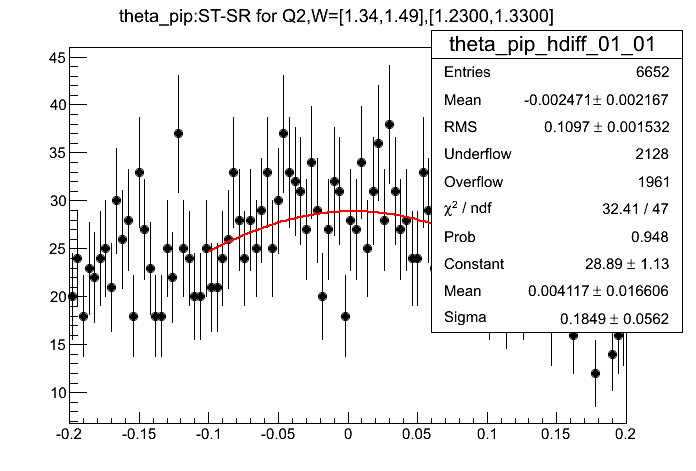 theta_pip:ST-SR for Q2,W=[1.34,1.49],[1.2300,1.3300]
theta_pip_hdiff_01_01
Entries 6652
Mean -0.002471 ± 0.002167
RMS 0.1097 ± 0.001532
Underflow 2128
Overflow 1961
χ² / ndf 32.41 / 47
Prob 0.948
Constant 28.89 ± 1.13
Mean 0.004117 ± 0.016606
Sigma 0.1849 ± 0.0562
45
40
35
30
25
20
15
10
-0.2 -0.15 -0.1 -0.05 0 0.05 0.1 0.15 0.2